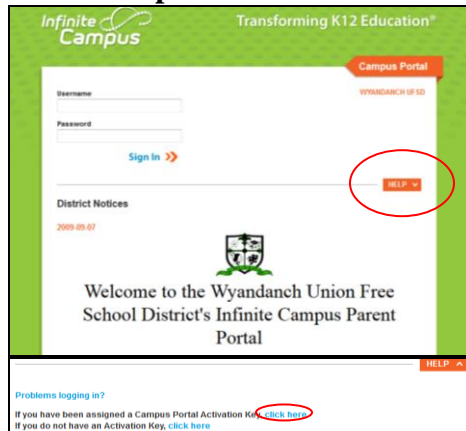 Infinite
Campus
Transforming K12 Education®
Campus Portal
WYANDANCH UFSD
Username
Password
Sign In
HELP
District Notices
2009-09-07
Welcome to the Wyandanch Union Free
School District's Infinite Campus Parent
Portal
HELP
Problems logging in?
If you have been assigned a Campus Portal Activation Key, click here
If you do not have an Activation Key, click here